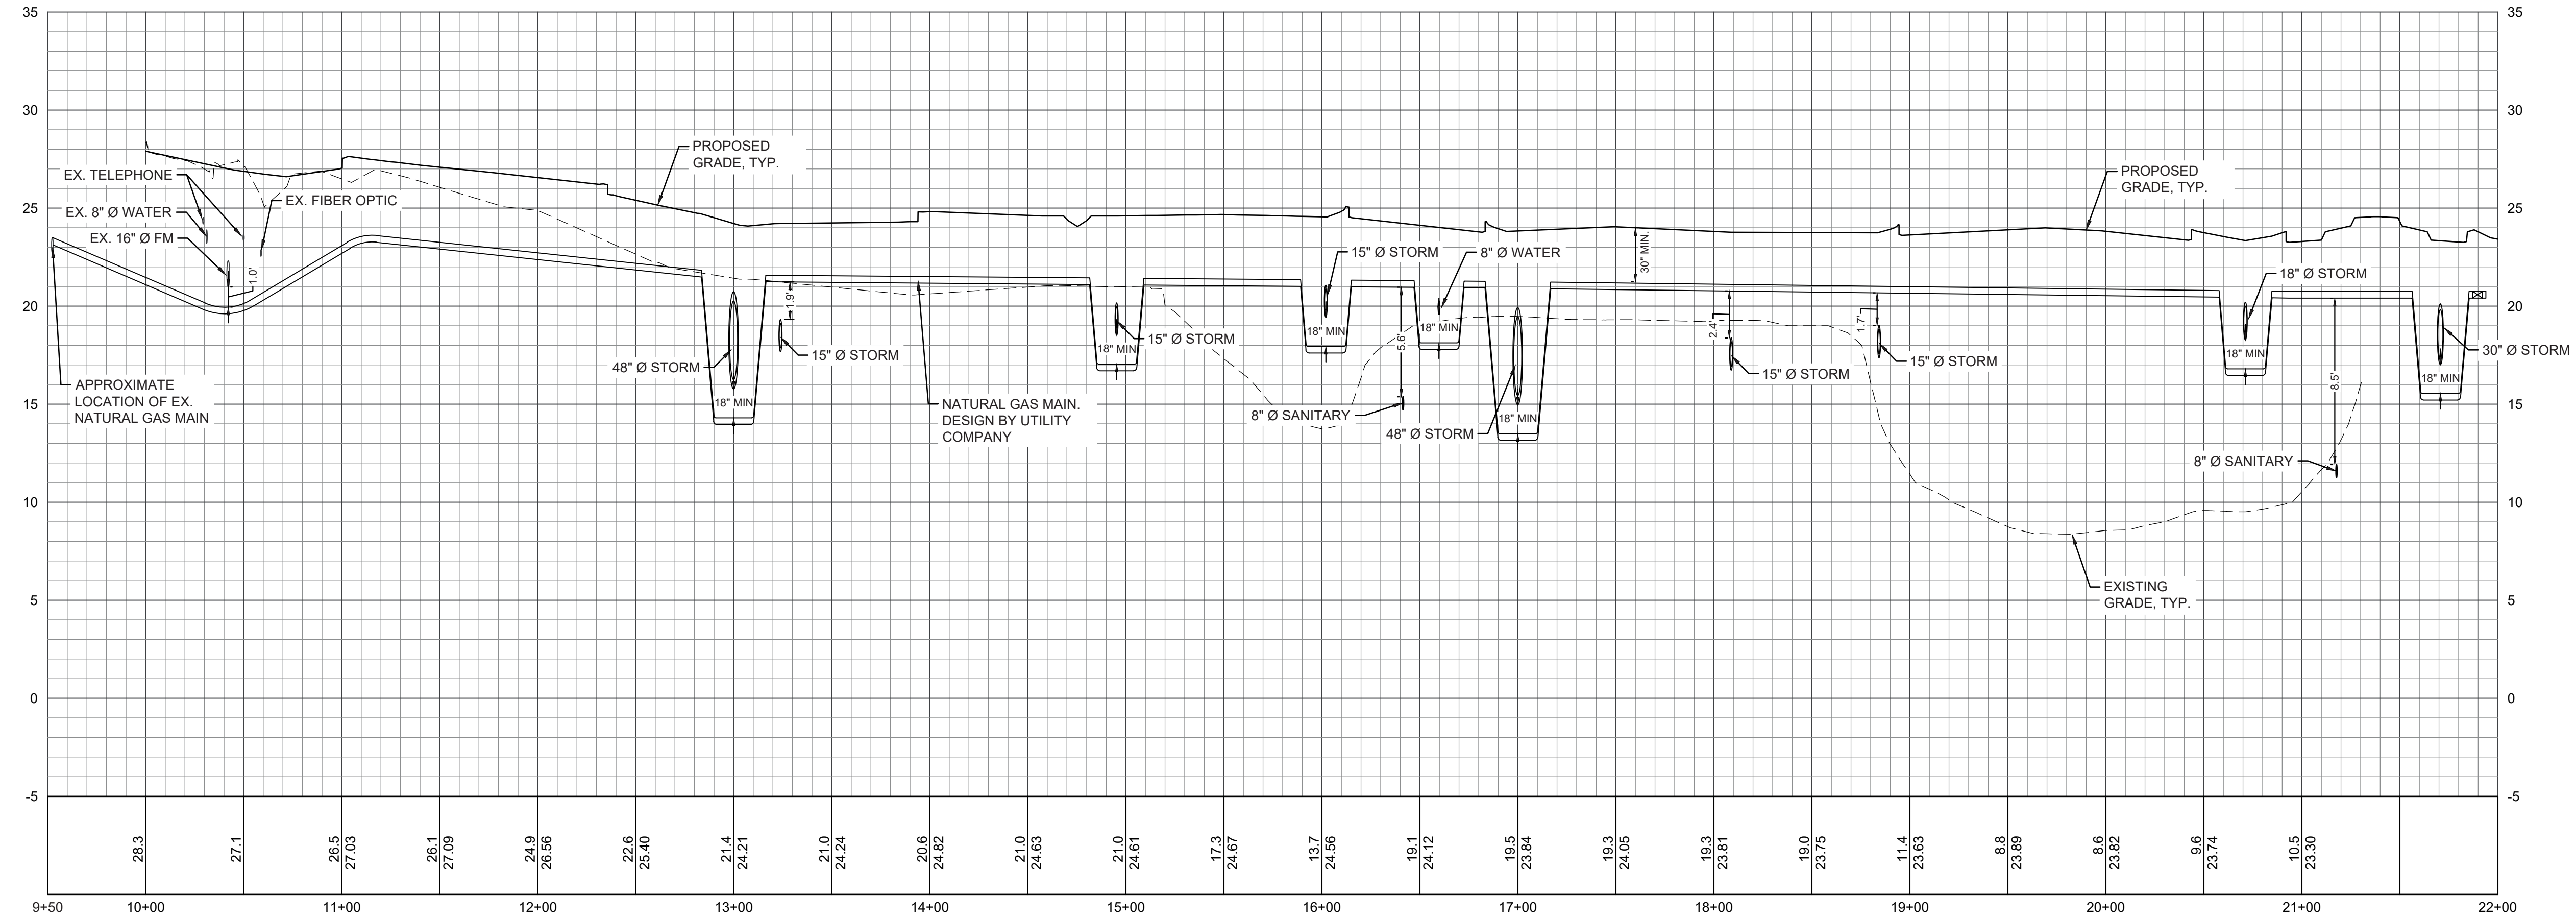 35
35
30
30
PROPOSED
GRADE, TYP.
PROPOSED
GRADE, TYP.
EX. TELEPHONE
EX. FIBER OPTIC
25
25
EX. 8" Ø WATER
EX. 16" Ø FM
1.0'
15" Ø STORM
8" Ø WATER
30" MIN.
18" Ø STORM
20
20
1.9'
15" Ø STORM
18" MIN
15" Ø STORM
18" MIN
18" MIN
5.6'
2.4'
1.7'
15" Ø STORM
15" Ø STORM
18" MIN
30" Ø STORM
48" Ø STORM
18" MIN
8.5'
18" MIN
APPROXIMATE
LOCATION OF EX.
NATURAL GAS MAIN
NATURAL GAS MAIN.
DESIGN BY UTILITY
COMPANY
8" Ø SANITARY
48" Ø STORM
18" MIN
15
15
8" Ø SANITARY
10
10
EXISTING
GRADE, TYP.
5
5
0
0
-5
-5
28.3
27.1
26.5
27.03
26.1
27.09
24.9
26.56
22.6
25.40
21.4
24.21
21.0
24.24
20.6
24.82
21.0
24.63
21.0
24.61
17.3
24.67
13.7
24.56
19.1
24.12
19.5
23.84
19.3
24.05
19.3
23.81
19.0
23.75
11.4
23.63
8.8
23.89
8.6
23.82
9.6
23.74
10.5
23.30
9+50
10+00
11+00
12+00
13+00
14+00
15+00
16+00
17+00
18+00
19+00
20+00
21+00
22+00